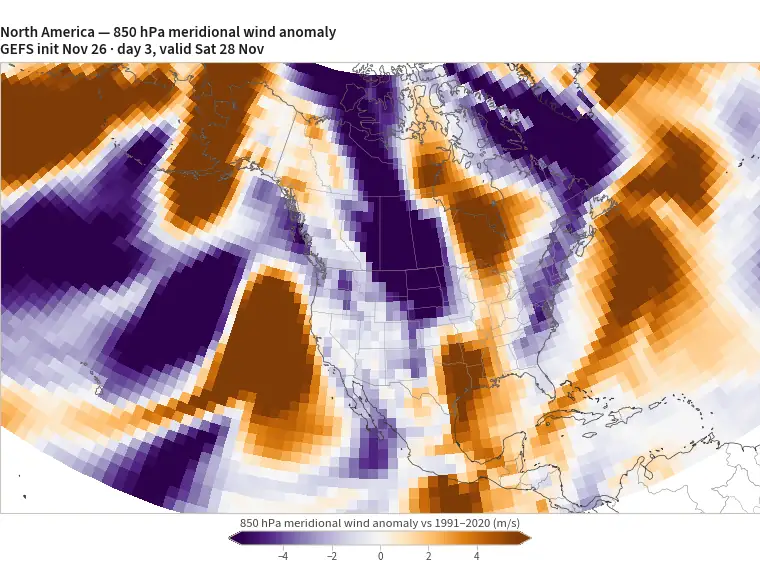 North America — 850 hPa meridional wind anomaly
GEFS init Nov 26 · day 3, valid Sat 28 Nov
850 hPa meridional wind anomaly vs 1991–2020 (m/s)
−4 −2 0 2 4